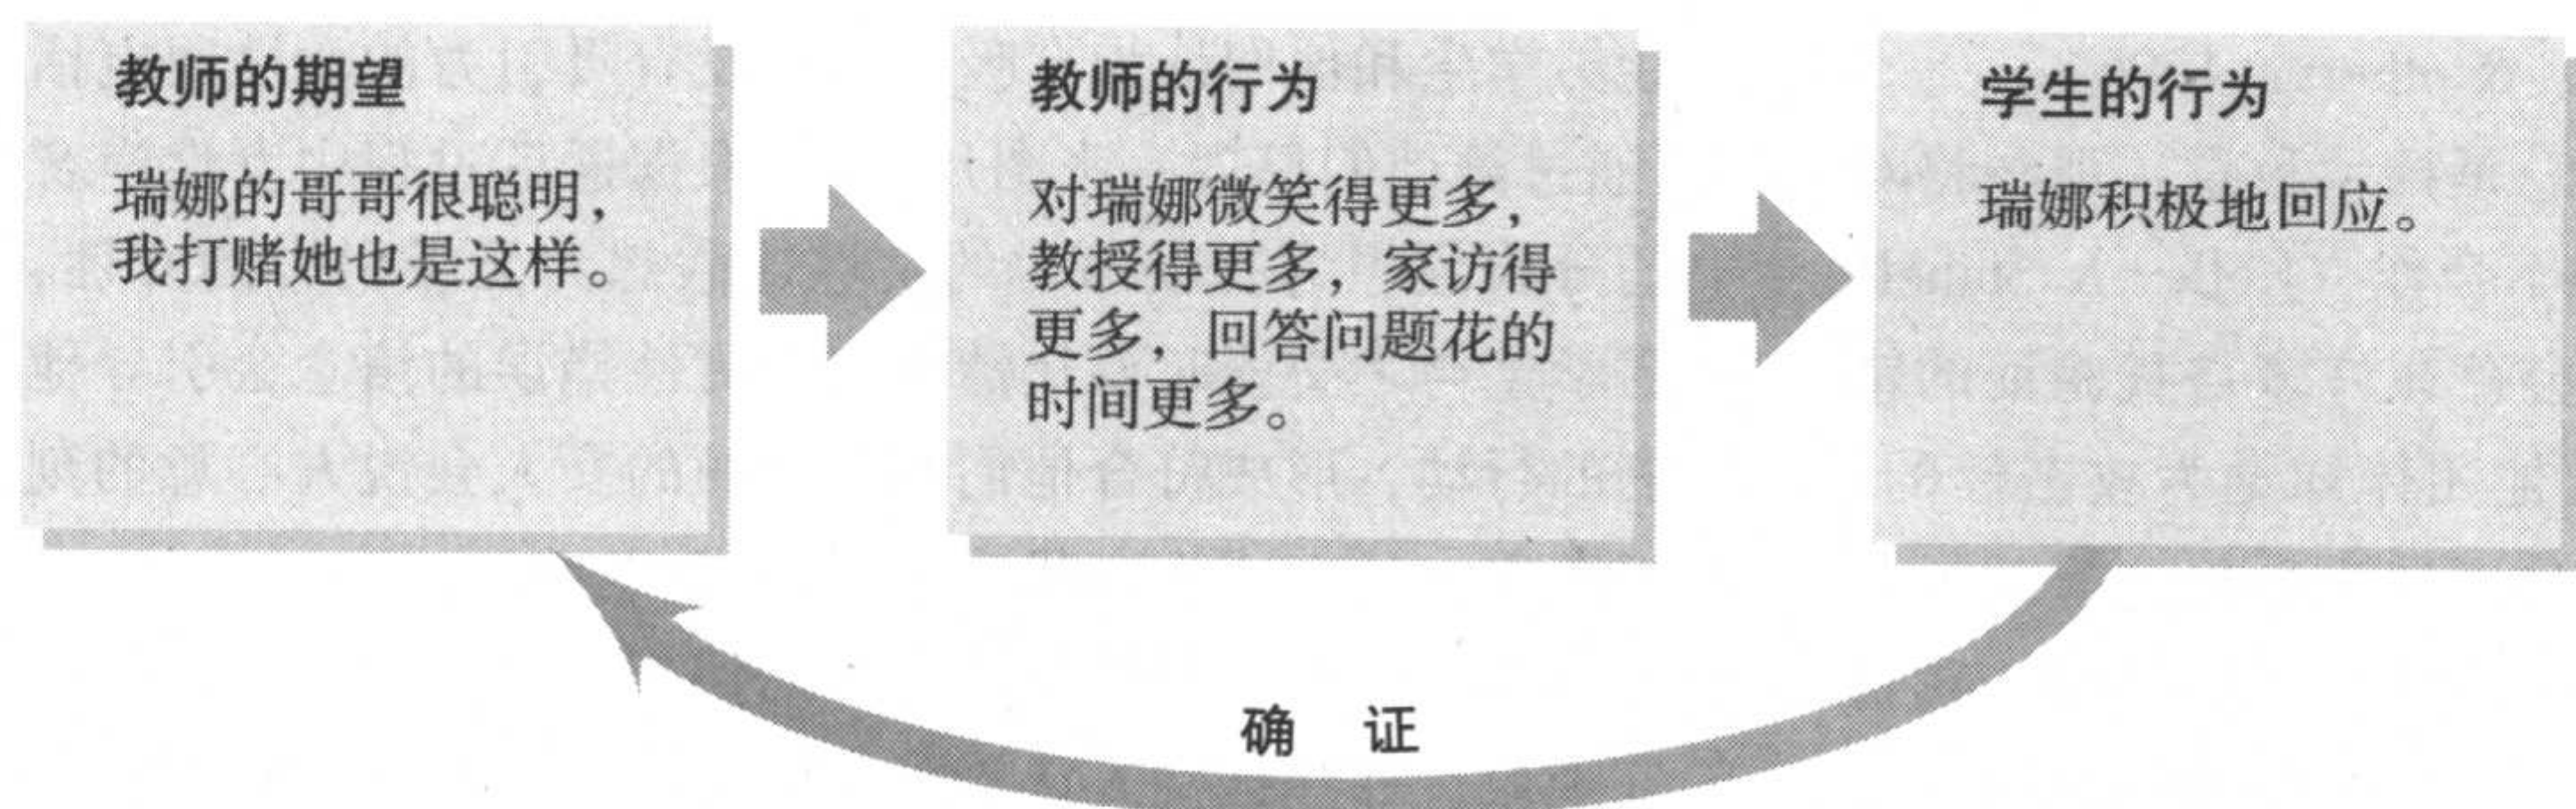 教师的期望
瑞娜的哥哥很聪明，
我打赌她也是这样。
教师的行为
对瑞娜微笑得更多，
教授得更多，家访得
更多，回答问题花的
时间更多。
学生的行为
瑞娜积极地回应。
确 证